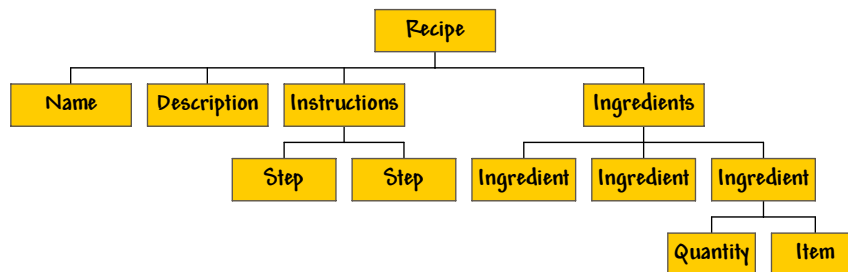 Recipe
Name Description Instructions Ingredients
Step Step Ingredient Ingredient Ingredient
Quantity Item